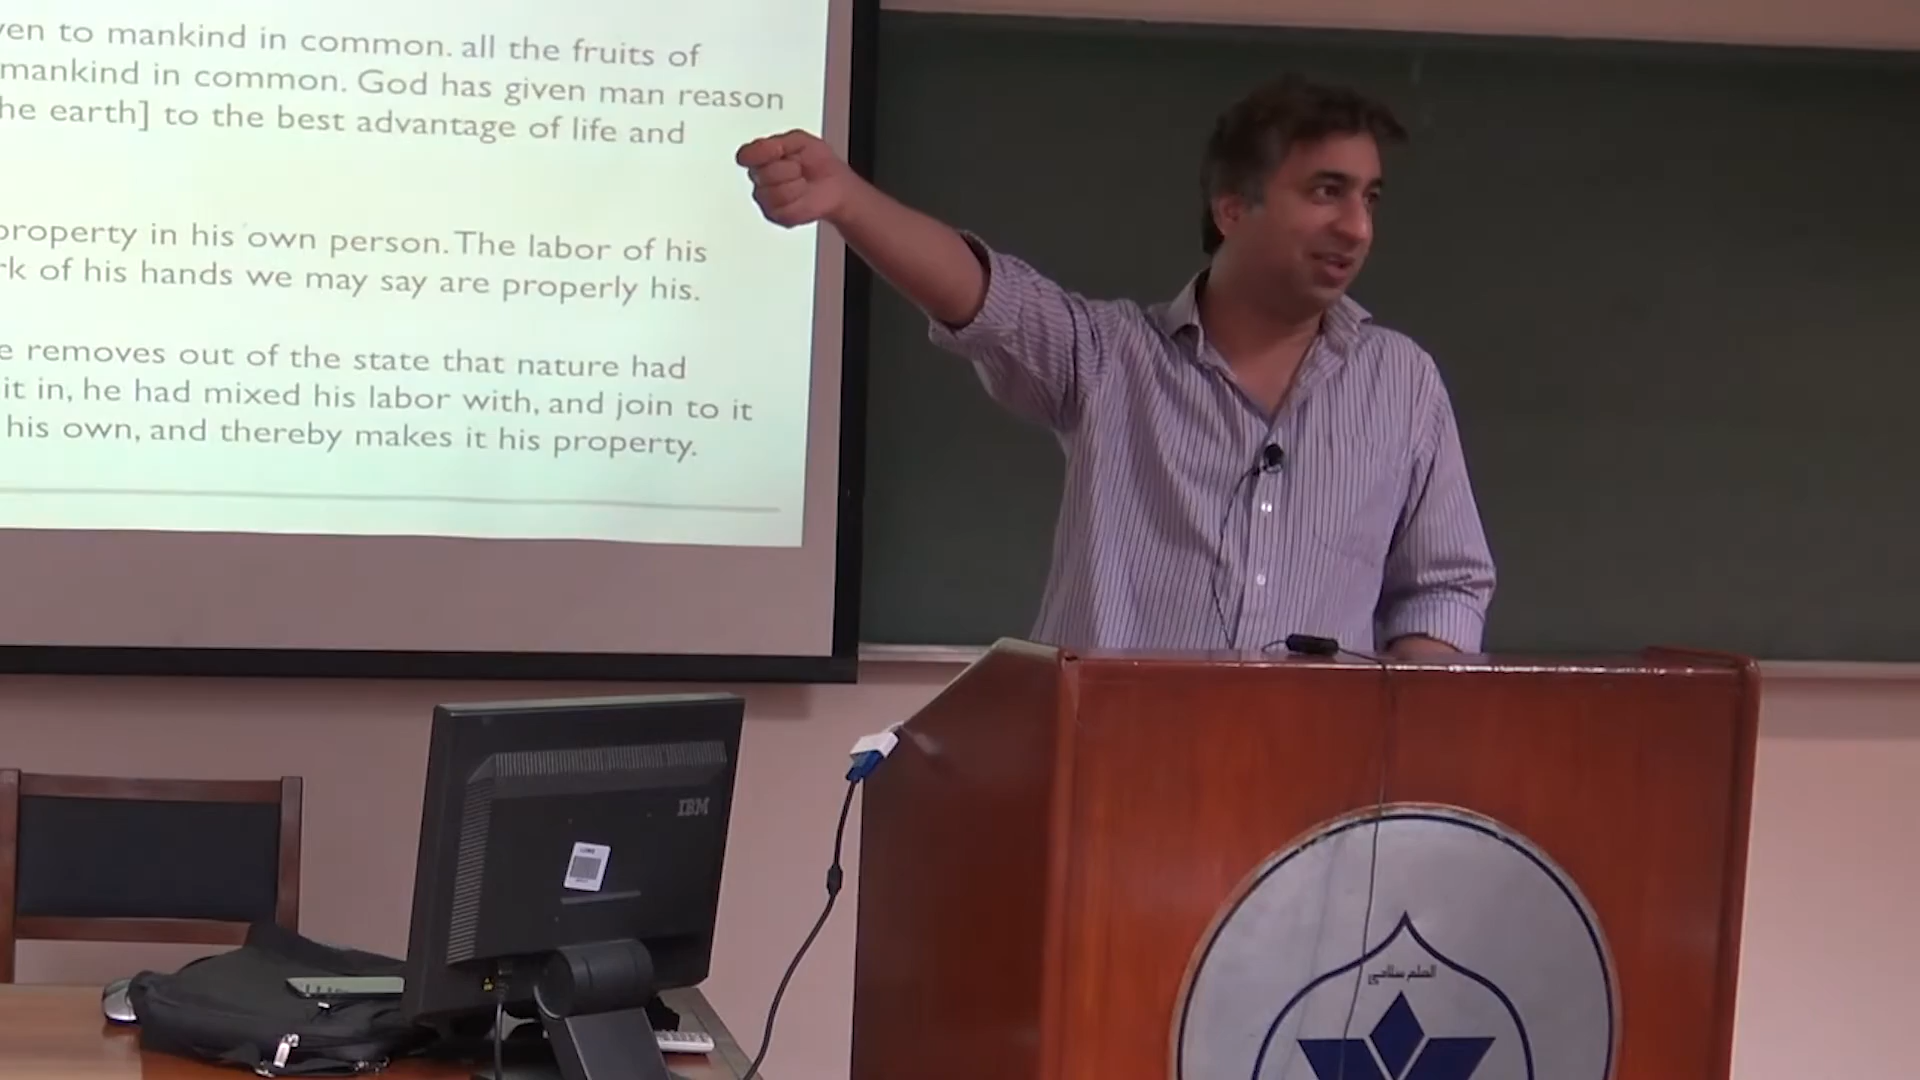 ven to mankind in common. all the fruits of
mankind in common. God has given man reason
he earth] to the best advantage of life and
property in his own person. The labor of his
rk of his hands we may say are properly his.
e removes out of the state that nature had
it in, he had mixed his labor with, and join to it
his own, and thereby makes it his property.
IBM
LUMS